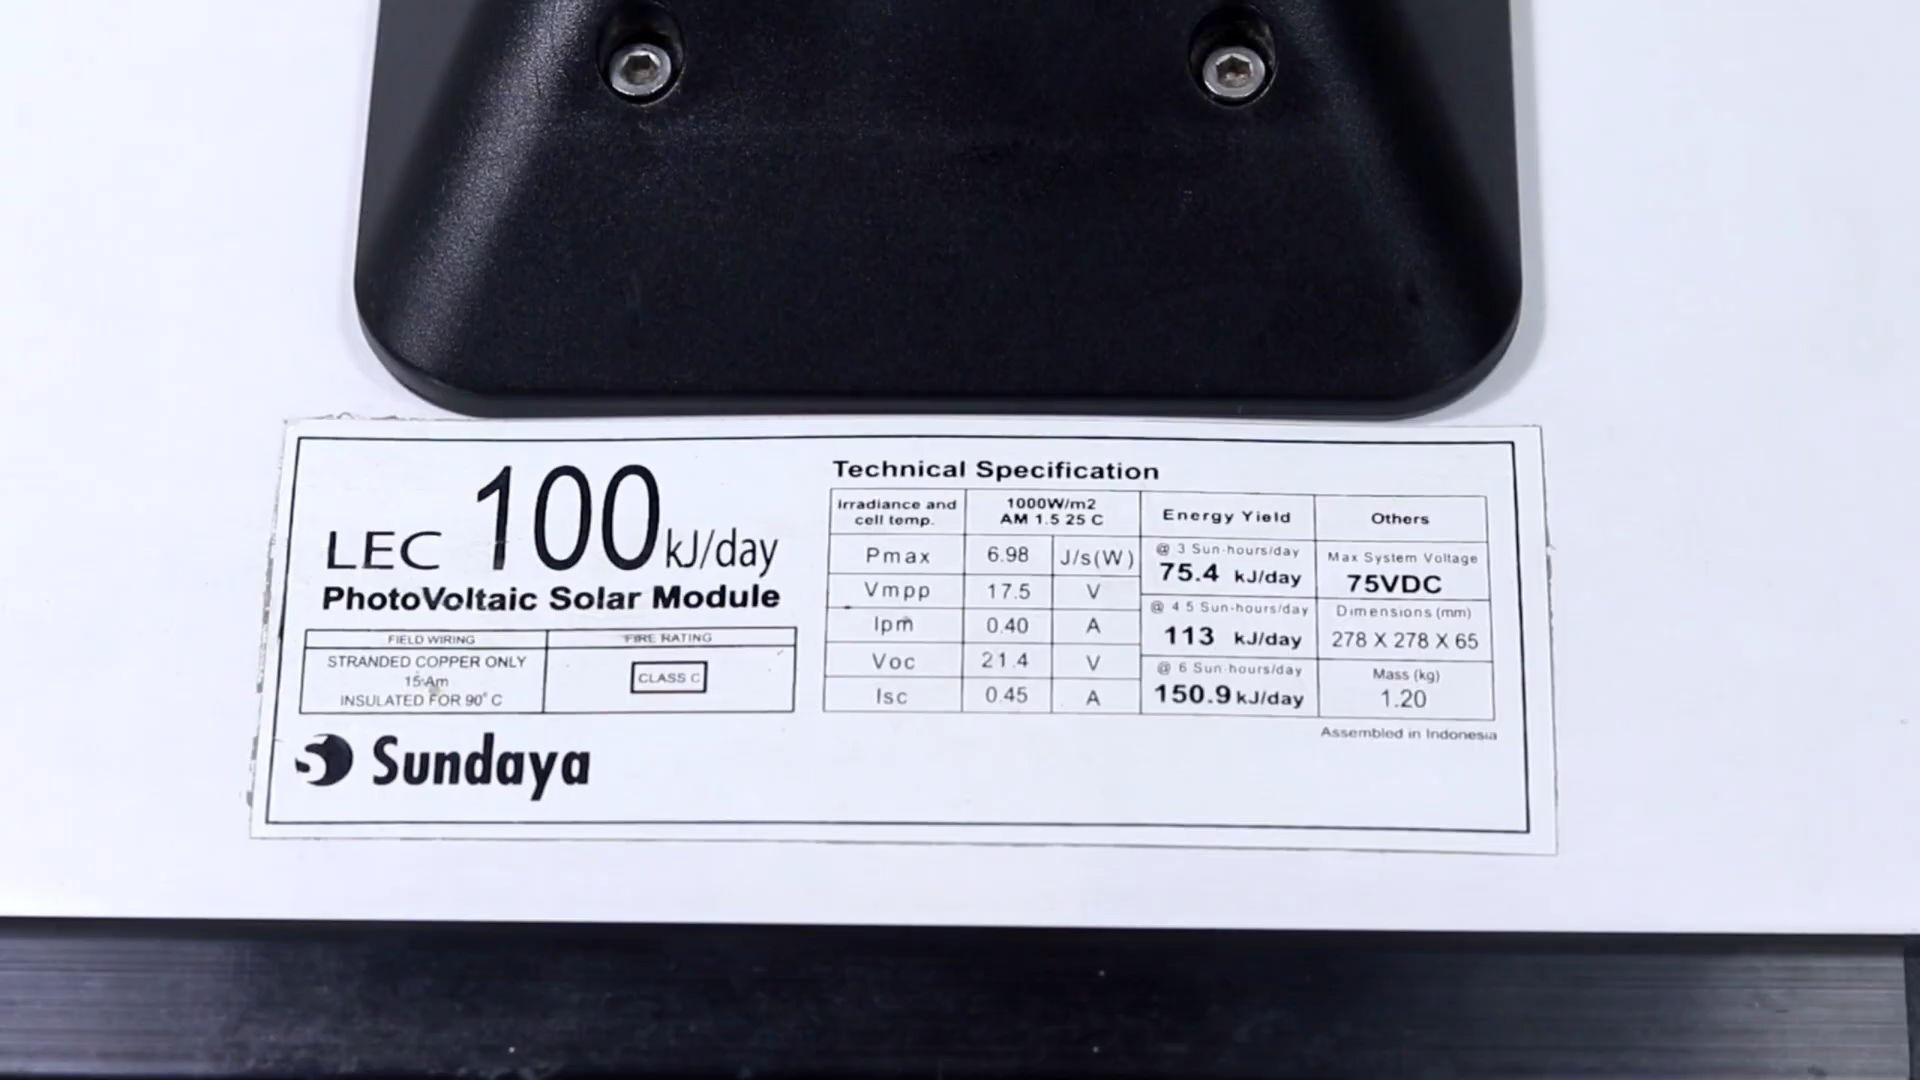 LEC 100 kJ/day
PhotoVoltaic Solar Module
FIELD WIRING
STRANDED COPPER ONLY
15 Am
INSULATED FOR 90° C
FIRE RATING
CLASS C
Sundaya
Technical Specification
Irradiance and cell temp.
1000W/m2
AM 1.5 25 C
Energy Yield
Others
Pmax 6.98 J/s(W)
Vmpp 17.5 V
Ipm 0.40 A
Voc 21.4 V
Isc 0.45 A
@ 3 Sun-hours/day
75.4 kJ/day
@ 4 5 Sun-hours/day
113 kJ/day
@ 6 Sun-hours/day
150.9 kJ/day
Max System Voltage
75VDC
Dimensions (mm)
278 X 278 X 65
Mass (kg)
1.20
Assembled in Indonesia